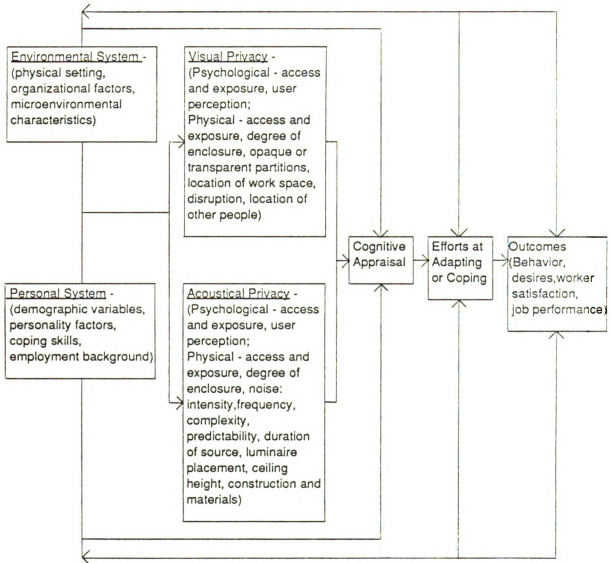 Environmental System -
(physical setting,
organizational factors,
microenvironmental
characteristics)
Visual Privacy -
(Psychological - access
and exposure, user
perception;
Physical - access and
exposure, degree of
enclosure, opaque or
transparent partitions,
location of work space,
disruption, location of
other people)
Personal System -
(demographic variables,
personality factors,
coping skills,
employment background)
Acoustical Privacy -
(Psychological - access
and exposure, user
perception;
Physical - access and
exposure, degree of
enclosure, noise:
intensity,frequency,
complexity,
predictability, duration
of source, luminaire
placement, ceiling
height, construction and
materials)
Cognitive
Appraisal
Efforts at
Adapting
or Coping
Outcomes
(Behavior,
desires,worker
satisfaction,
job performance)